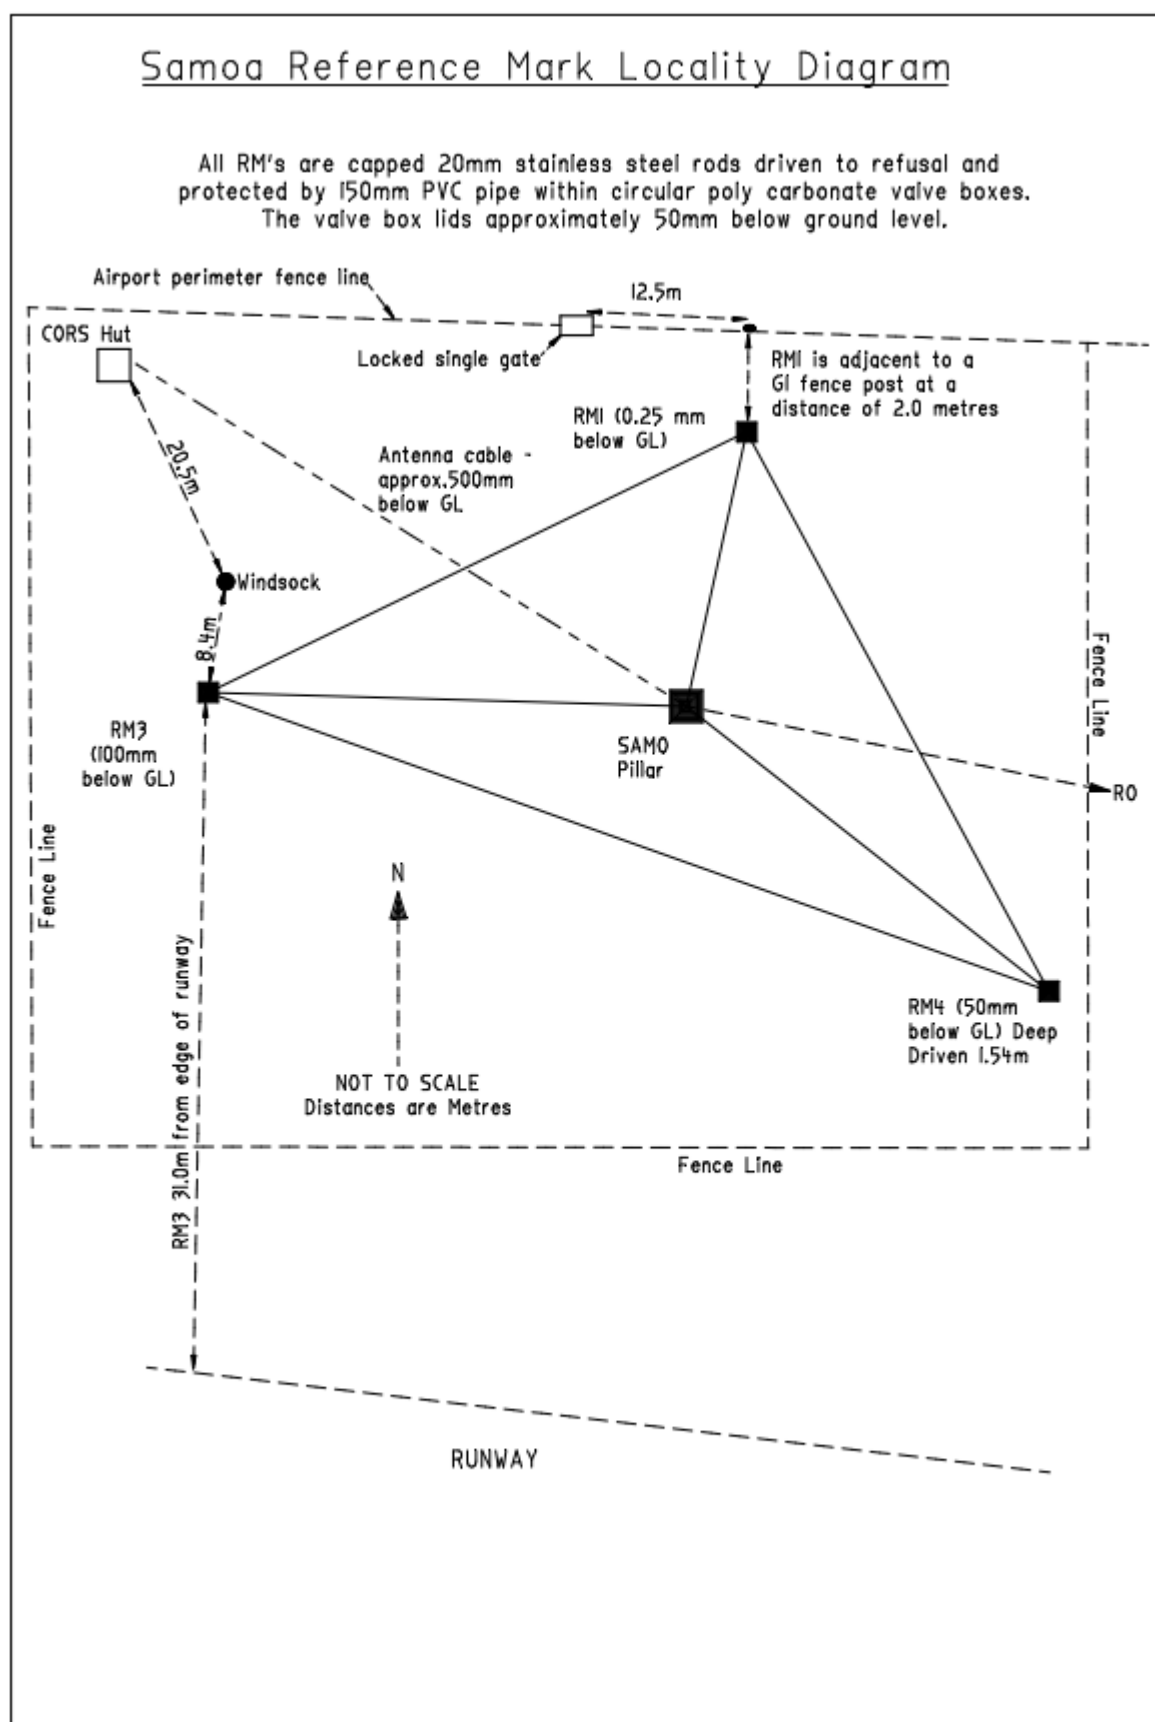 Samoa Reference Mark Locality Diagram
All RM's are capped 20mm stainless steel rods driven to refusal and
protected by 150mm PVC pipe within circular poly carbonate valve boxes.
The valve box lids approximately 50mm below ground level.
Airport perimeter fence line
12.5m
CORS Hut
Locked single gate
RM1 is adjacent to a
GI fence post at a
distance of 2.0 metres
RM1 (0.25 mm
below GL)
20.5m
Antenna cable -
approx.500mm
below GL
Windsock
8.4m
Fence Line
RM3
(100mm
below GL)
SAMO
Pillar
RO
Fence Line
N
RM3 31.0m from edge of runway
RM4 (50mm
below GL) Deep
Driven 1.54m
NOT TO SCALE
Distances are Metres
Fence Line
RUNWAY